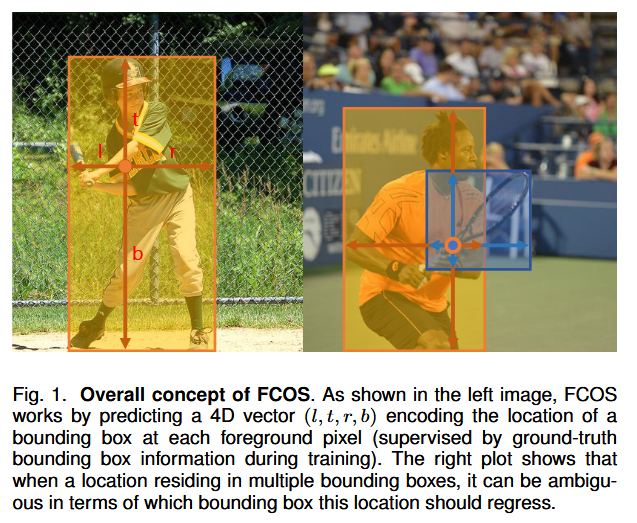 t
l
r
b
Emirates Airline
CITIZEN
Fig. 1. Overall concept of FCOS. As shown in the left image, FCOS
works by predicting a 4D vector (l, t, r, b) encoding the location of a
bounding box at each foreground pixel (supervised by ground-truth
bounding box information during training). The right plot shows that
when a location residing in multiple bounding boxes, it can be ambigu-
ous in terms of which bounding box this location should regress.